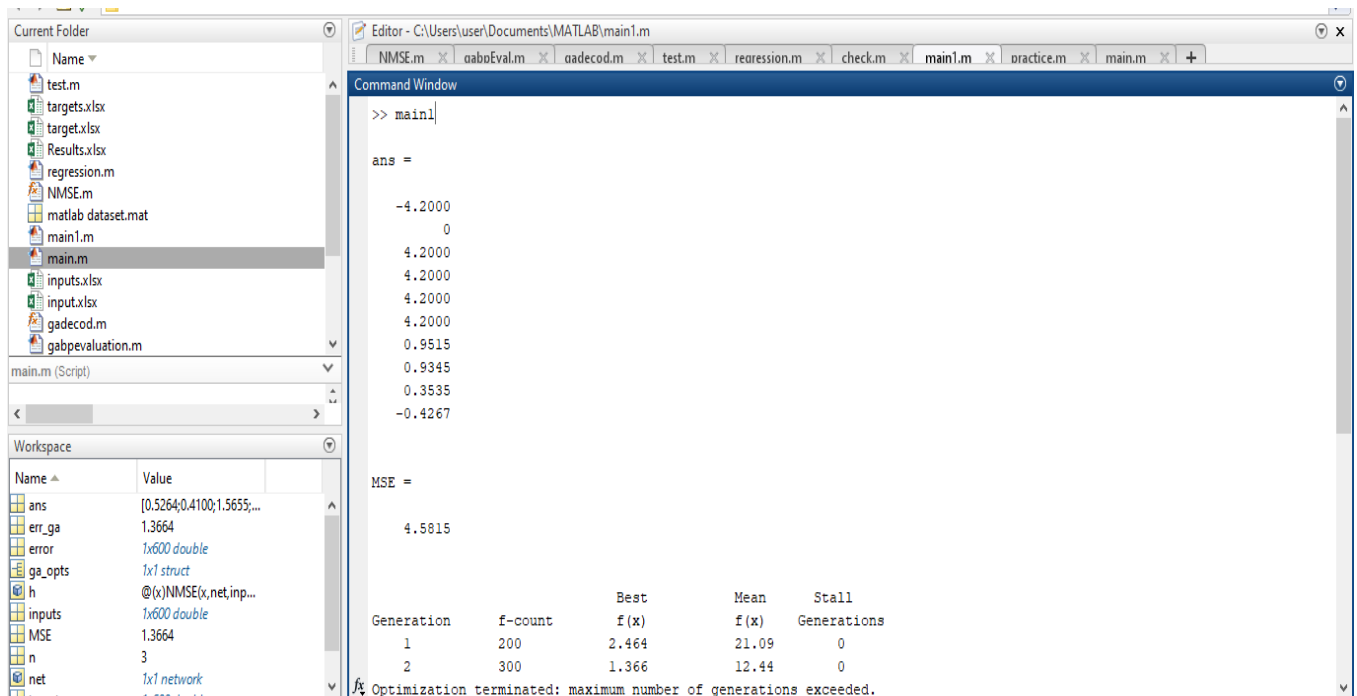 Current Folder
Name
test.m
targets.xlsx
target.xlsx
Results.xlsx
regression.m
NMSE.m
matlab dataset.mat
main1.m
main.m
inputs.xlsx
input.xlsx
gadecod.m
gabpevaluation.m
main.m (Script)
Workspace
Name Value
ans [0.5264;0.4100;1.5655;...
err_ga 1.3664
error 1x600 double
ga_opts 1x1 struct
h @(x)NMSE(x,net,inp...
inputs 1x600 double
MSE 1.3664
n 3
net 1x1 network
Editor - C:\Users\user\Documents\MATLAB\main1.m
NMSE.m gabpEval.m gadecod.m test.m regression.m check.m main1.m practice.m main.m
Command Window
>> main1
ans =
-4.2000
0
4.2000
4.2000
4.2000
4.2000
0.9515
0.9345
0.3535
-0.4267
MSE =
4.5815
Best Mean Stall
Generation f-count f(x) f(x) Generations
1 200 2.464 21.09 0
2 300 1.366 12.44 0
fx Optimization terminated: maximum number of generations exceeded.